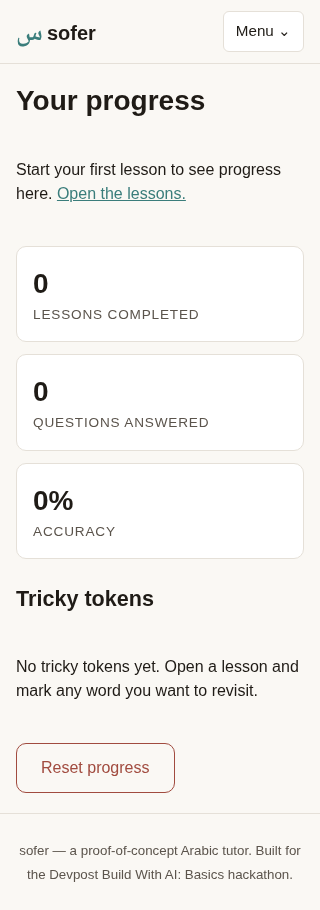 س sofer
Menu
Your progress
Start your first lesson to see progress
here. Open the lessons.
0
LESSONS COMPLETED
0
QUESTIONS ANSWERED
0%
ACCURACY
Tricky tokens
No tricky tokens yet. Open a lesson and
mark any word you want to revisit.
Reset progress
sofer — a proof-of-concept Arabic tutor. Built for
the Devpost Build With AI: Basics hackathon.